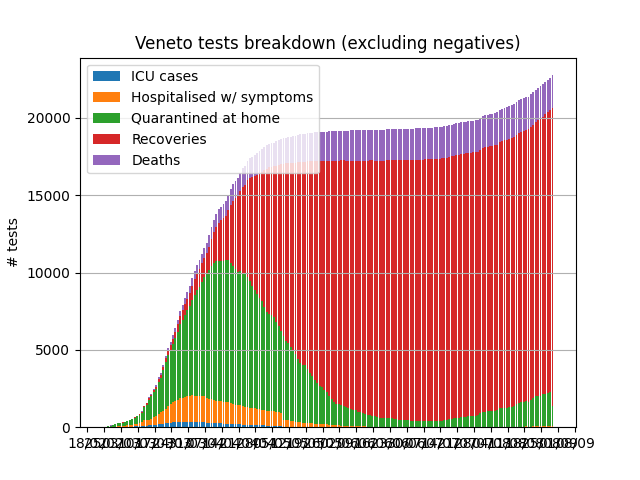 Veneto tests breakdown (excluding negatives)
ICU cases
Hospitalised w/ symptoms
Quarantined at home
Recoveries
Deaths
# tests
20000
15000
10000
5000
0